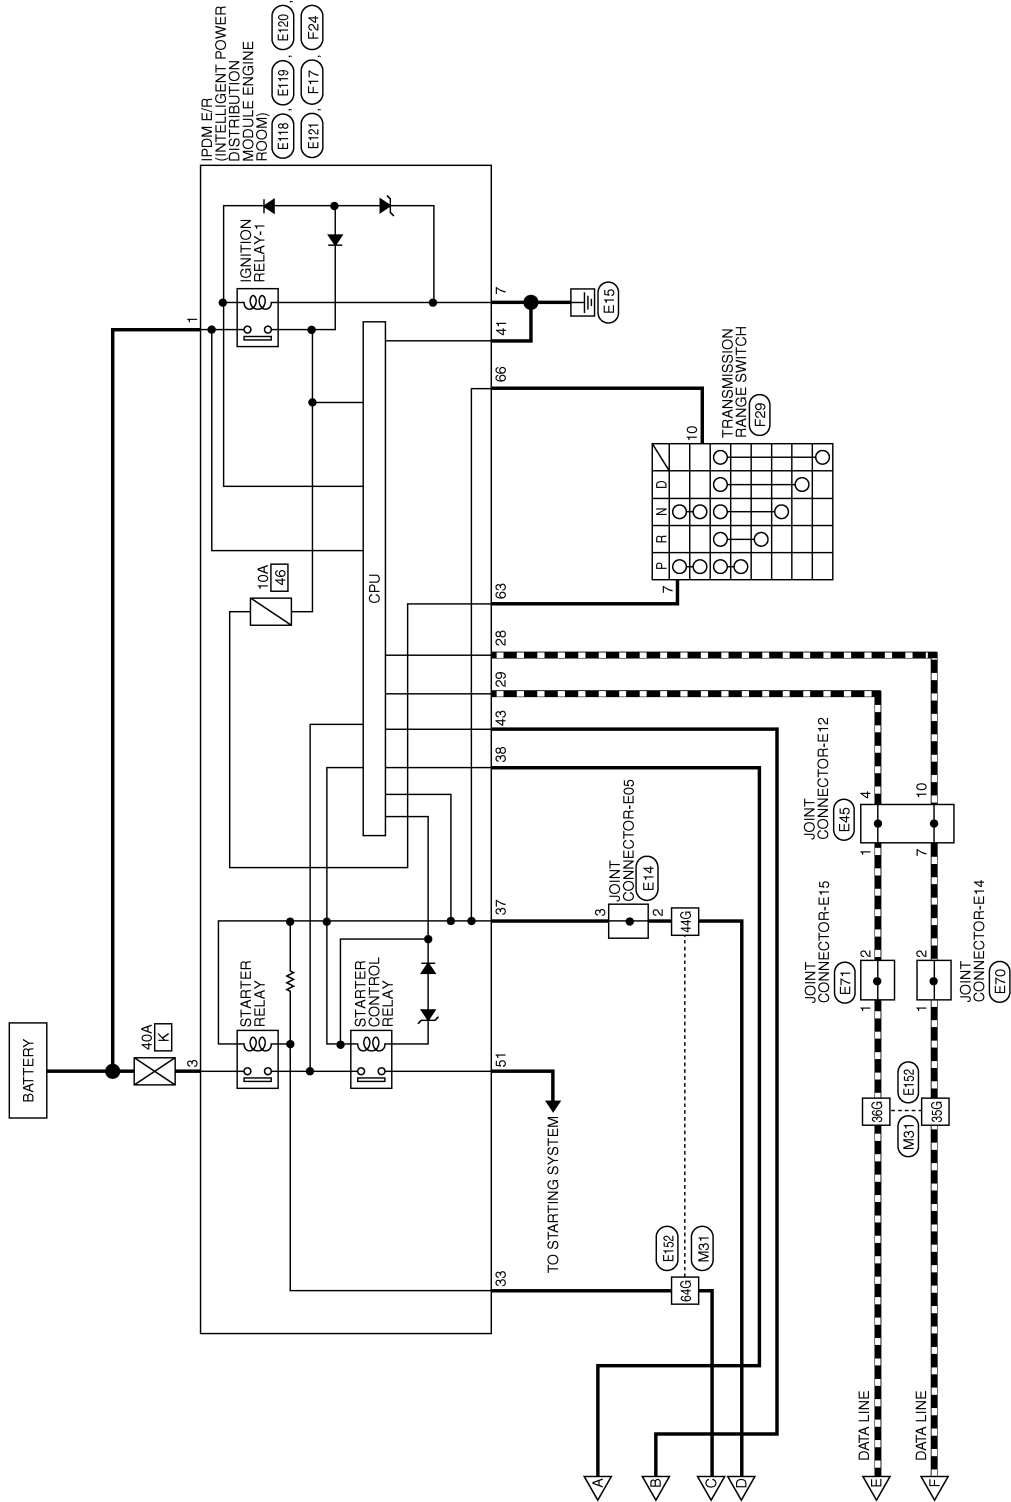 BATTERY
40A
K
3
1
IPDM E/R
(INTELLIGENT POWER
DISTRIBUTION
MODULE ENGINE
ROOM)
E118 , E119 , E120 ,
E121 , F17 , F24
STARTER
RELAY
STARTER
CONTROL
RELAY
10A
46
IGNITION
RELAY-1
CPU
33
51
37
38
43
29
28
63
66
41
7
E15
TO STARTING SYSTEM
3
JOINT
CONNECTOR-E05
E14
2
44G
E152
M31
64G
7
10
TRANSMISSION
RANGE SWITCH
F29
P
R
N
D
JOINT
CONNECTOR-E12
E45
4
10
1
7
JOINT
CONNECTOR-E15
E71
2
1
JOINT
CONNECTOR-E14
E70
2
1
36G
35G
E152
M31
DATA LINE
DATA LINE
A
B
C
D
E
F